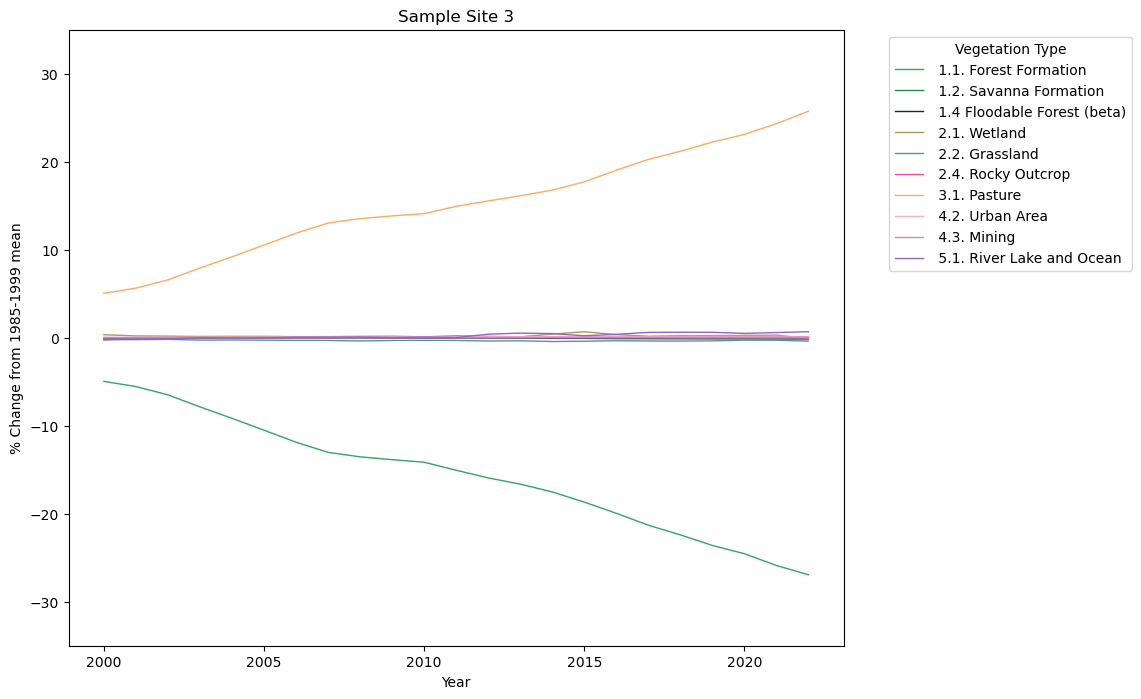 Sample Site 3
% Change from 1985-1999 mean
30
20
10
0
−10
−20
−30
2000
2005
2010
2015
2020
Year
Vegetation Type
1.1. Forest Formation
1.2. Savanna Formation
1.4 Floodable Forest (beta)
2.1. Wetland
2.2. Grassland
2.4. Rocky Outcrop
3.1. Pasture
4.2. Urban Area
4.3. Mining
5.1. River Lake and Ocean